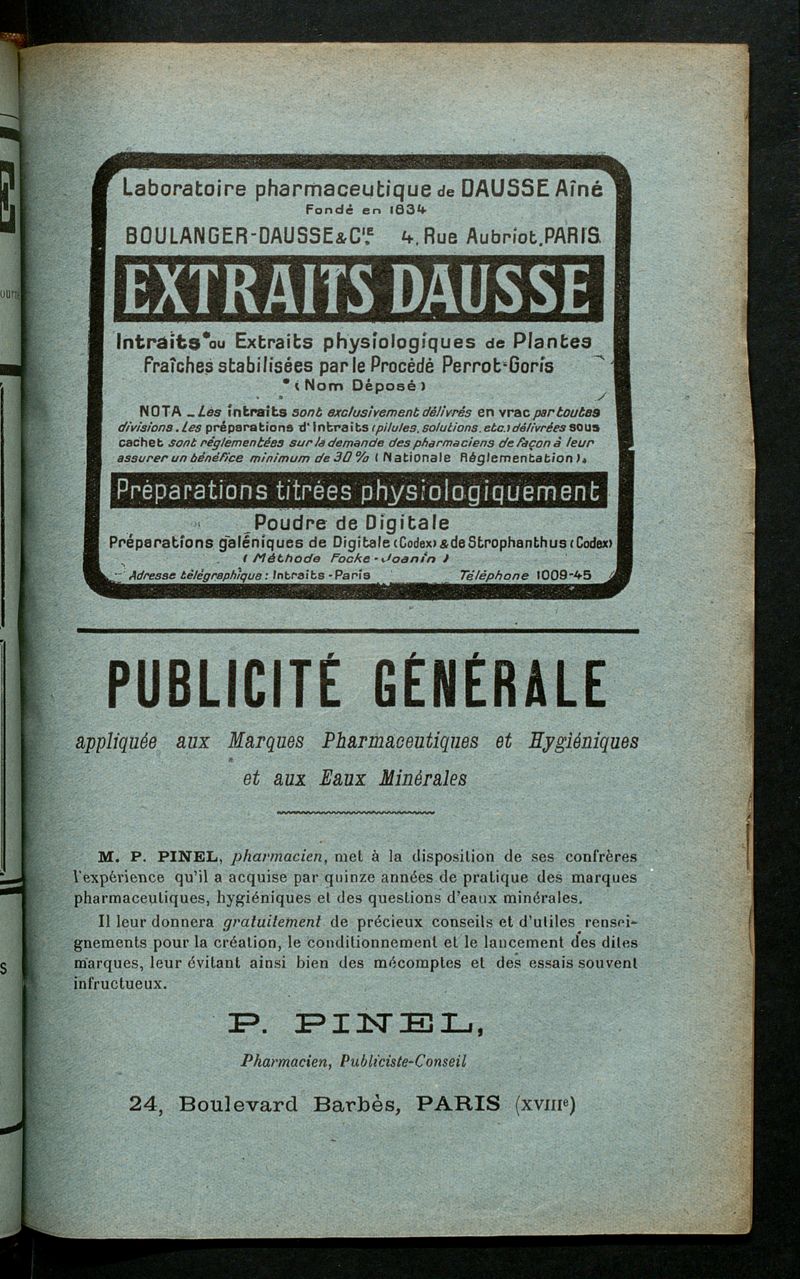 Laboratoire pharmaceutique de DAUSSE Aîné
Fondé en 1834
BOULANGER-DAUSSE & Cie. 4, Rue Aubriot, PARIS.
EXTRAITS DAUSSE
Intraits* ou Extraits physiologiques de Plantes
Fraîches stabilisées par le Procédé Perrot-Goris
* (Nom Déposé)
NOTA _ Les intraits sont exclusivement délivrés en vrac par toutes
divisions. Les préparations d'Intraits (pilules, solutions, etc.) délivrées sous
cachet sont réglementées sur la demande des pharmaciens de façon à leur
assurer un bénéfice minimum de 30 % (Nationale Réglementation).
Préparations titrées physiologiquement
Poudre de Digitale
Préparations galéniques de Digitale (Codex) & de Strophanthus (Codex)
(Méthode Focke-Joanin)
Adresse télégraphique : Intraits-Paris Téléphone 1009-45
PUBLICITÉ GÉNÉRALE
appliquée aux Marques Pharmaceutiques et Hygiéniques
et aux Eaux Minérales
M. P. PINEL, pharmacien, met à la disposition de ses confrères
l'expérience qu'il a acquise par quinze années de pratique des marques
pharmaceutiques, hygiéniques et des questions d'eaux minérales.
Il leur donnera gratuitement de précieux conseils et d'utiles rensei-
gnements pour la création, le conditionnement et le lancement des dites
marques, leur évitant ainsi bien des mécomptes et des essais souvent
infructueux.
P. PINEL,
Pharmacien, Publiciste-Conseil
24, Boulevard Barbès, PARIS (XVIIIe)